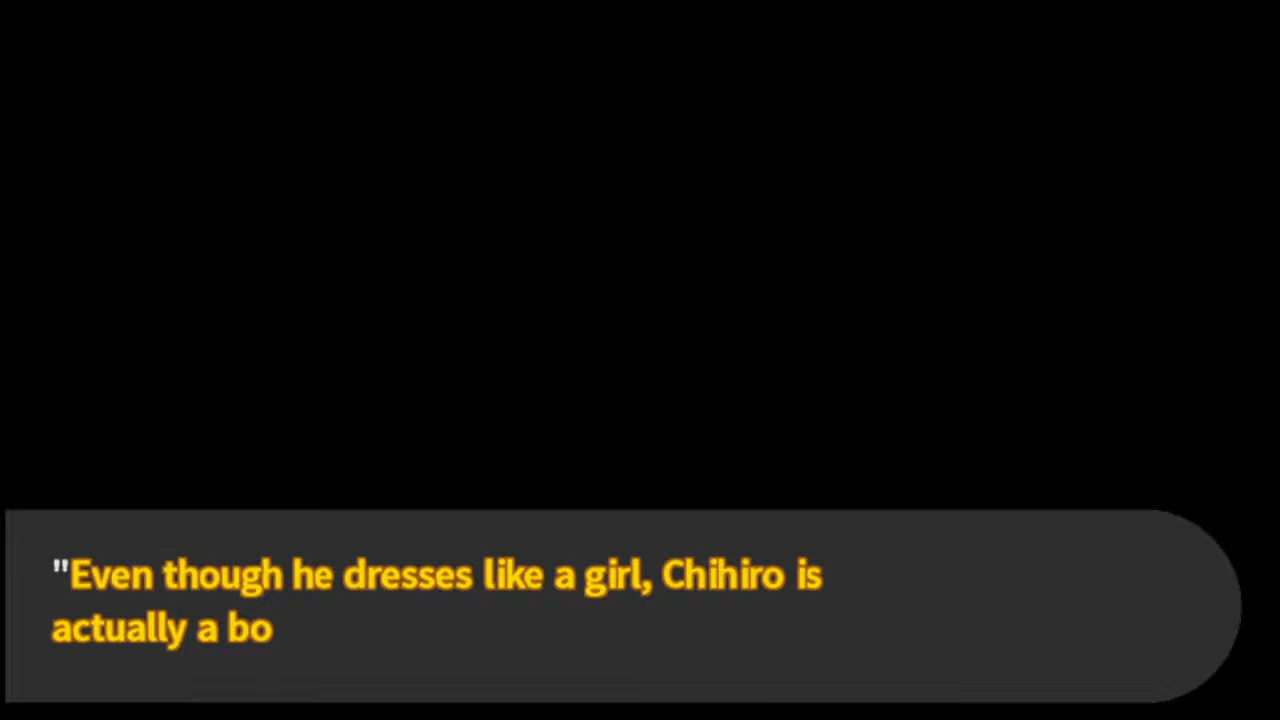 "Even though he dresses like a girl, Chihiro is
actually a bo